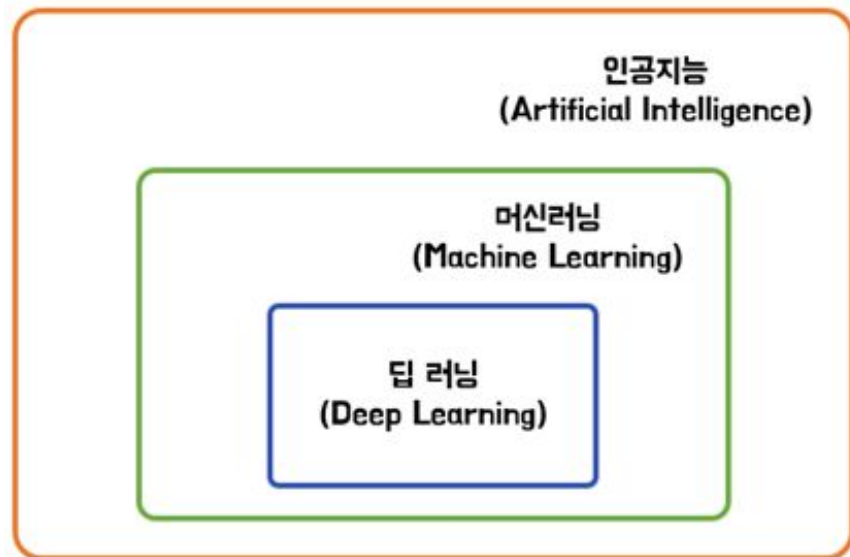 인공지능
(Artificial Intelligence)
머신러닝
(Machine Learning)
딥 러닝
(Deep Learning)